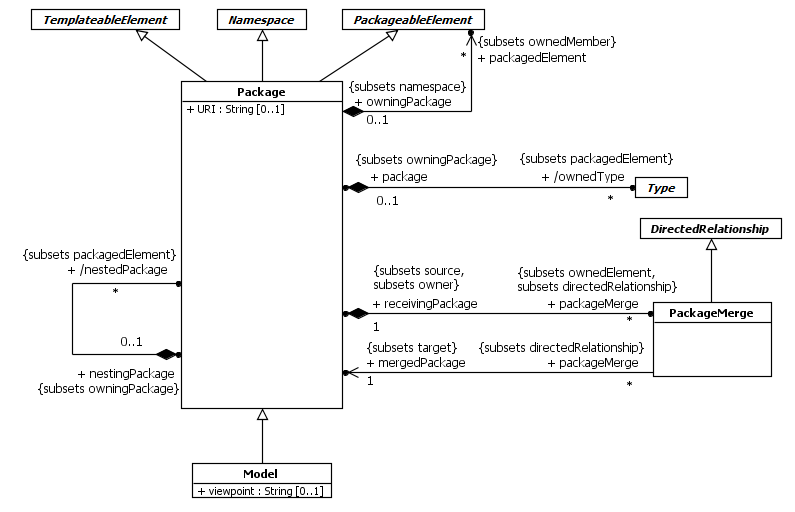 TemplateableElement
Namespace
PackageableElement
{subsets ownedMember}
* + packagedElement
Package
{subsets namespace}
+ owningPackage
+ URI : String [0..1]
0..1
{subsets owningPackage}
{subsets packagedElement}
+ package
+ /ownedType
Type
0..1
*
DirectedRelationship
{subsets packagedElement}
+ /nestedPackage
*
{subsets source,
subsets owner}
{subsets ownedElement,
subsets directedRelationship}
+ receivingPackage
+ packageMerge
PackageMerge
1
*
0..1
{subsets target}
{subsets directedRelationship}
+ mergedPackage
+ packageMerge
1
*
+ nestingPackage
{subsets owningPackage}
Model
+ viewpoint : String [0..1]